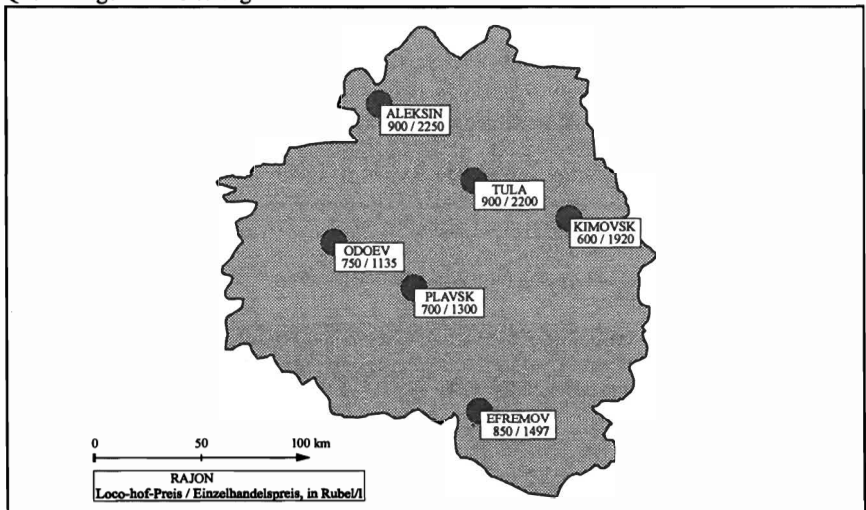 ALEKSIN
900 / 2250
TULA
900 / 2200
KIMOVSK
600 / 1920
ODOEV
750 / 1135
PLAVSK
700 / 1300
EFREMOV
850 / 1497
0 50 100 km
RAJON
Loco-hof-Preis / Einzelhandelspreis, in Rubel/l